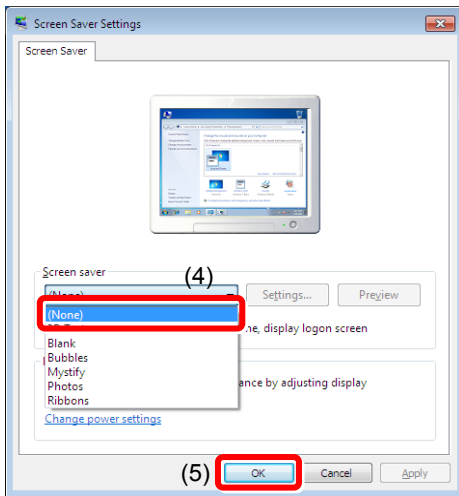 Screen Saver Settings
Screen Saver
Screen saver
(4)
(None)
Settings...
Preview
(None)
ne, display logon screen
Blank
Bubbles
Mystify
Photos
Ribbons
ance by adjusting display
Change power settings
(5)
OK
Cancel
Apply